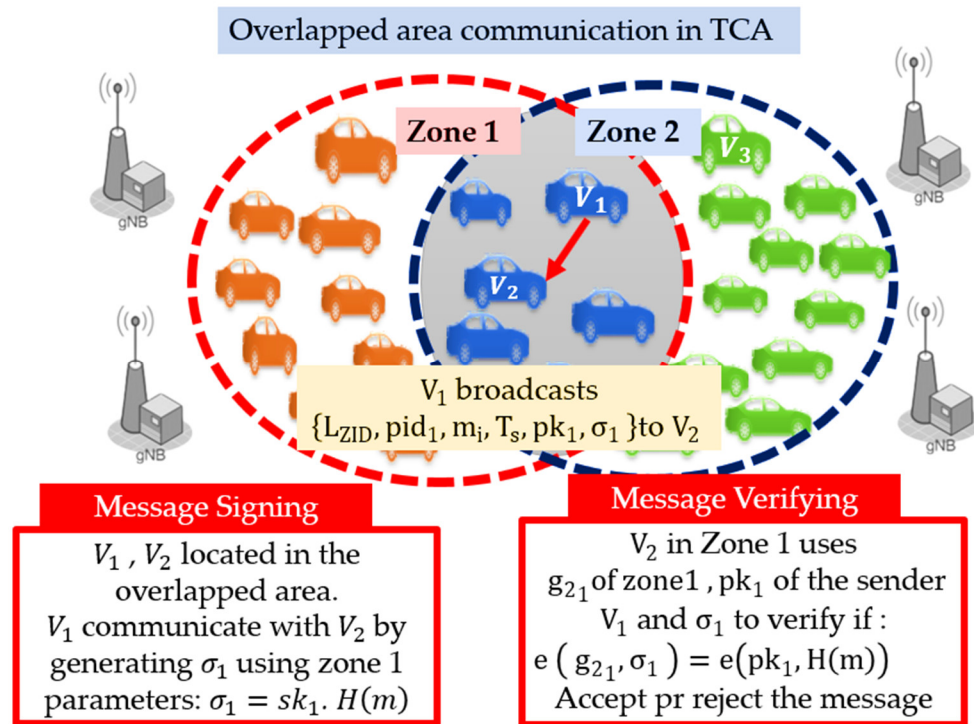 Overlapped area communication in TCA
Zone 1
Zone 2
V₃
V₁
V₂
gNB
gNB
gNB
gNB
V₁ broadcasts
{L_ZID, pid₁, m_i, T_s, pk₁, σ₁ }to V₂
Message Signing
V₁ , V₂ located in the
overlapped area.
V₁ communicate with V₂ by
generating σ₁ using zone 1
parameters: σ₁ = sk₁. H(m)
Message Verifying
V₂ in Zone 1 uses
g₂₁ of zone1 , pk₁ of the sender
V₁ and σ₁ to verify if :
e ( g₂₁, σ₁ ) = e(pk₁, H(m))
Accept pr reject the message